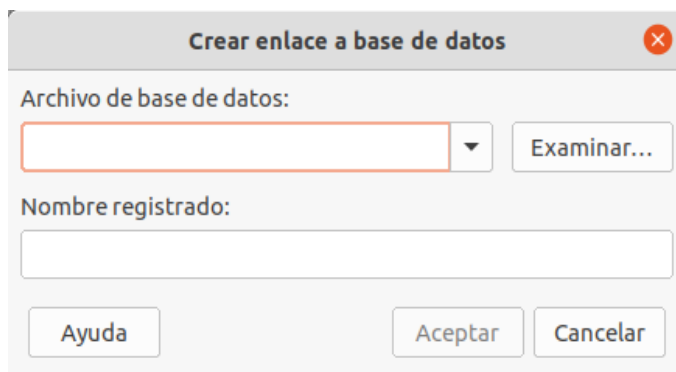 Crear enlace a base de datos
Archivo de base de datos:
Examinar...
Nombre registrado:
Ayuda Aceptar Cancelar